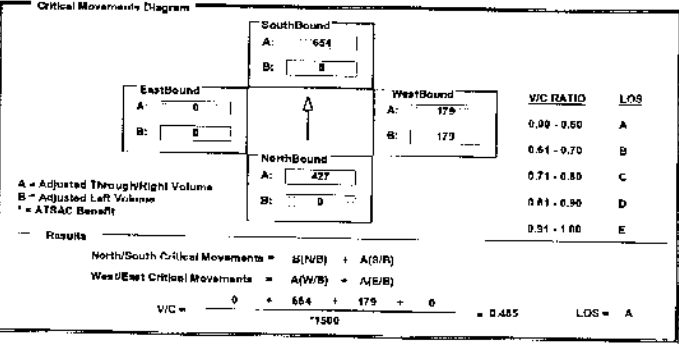 Critical Movements Diagram
SouthBound
A: 654
B: 0
EastBound
A: 0
B: 0
WestBound
A: 179
B: 179
NorthBound
A: 427
B: 0
V/C RATIO LOS
0.00 - 0.60 A
0.61 - 0.70 B
0.71 - 0.80 C
0.81 - 0.90 D
0.91 - 1.00 E
A = Adjusted Through/Right Volume
B = Adjusted Left Volume
* = ATSAC Benefit
Results
North/South Critical Movements = B(N/B) + A(S/B)
West/East Critical Movements = A(W/B) + A(E/B)
V/C = 0 + 654 + 179 + 0 = 0.485 LOS = A
*1500